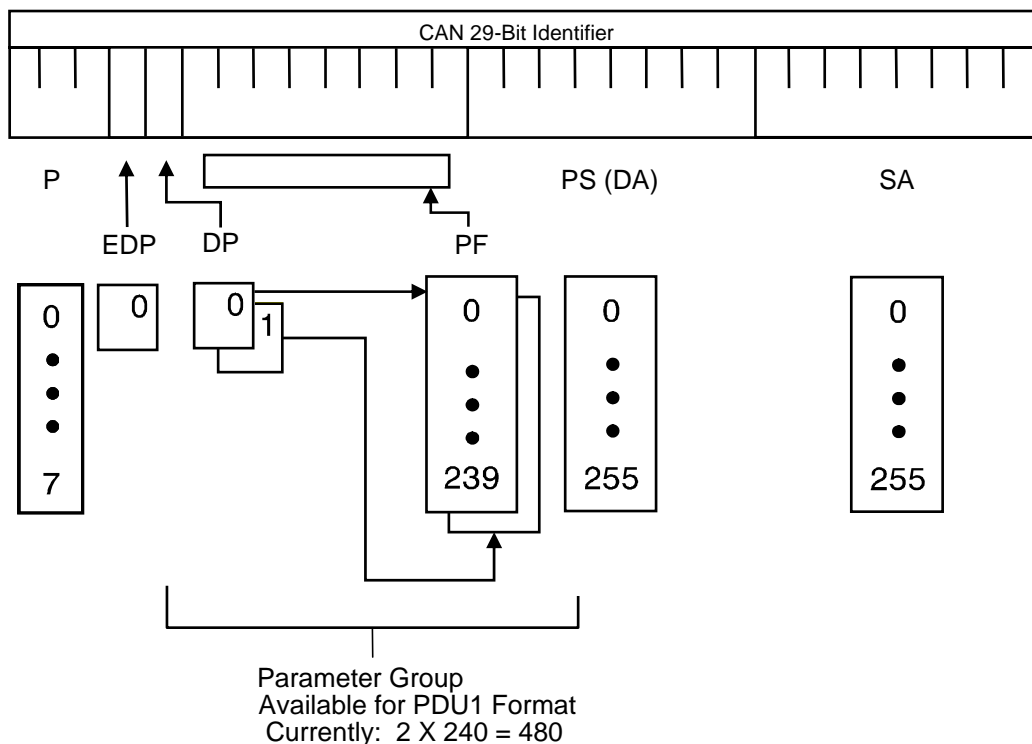 CAN 29-Bit Identifier
P
PS (DA)
SA
EDP
DP
PF
0
7
0
0
1
0
239
0
255
0
255
Parameter Group
Available for PDU1 Format
Currently: 2 X 240 = 480